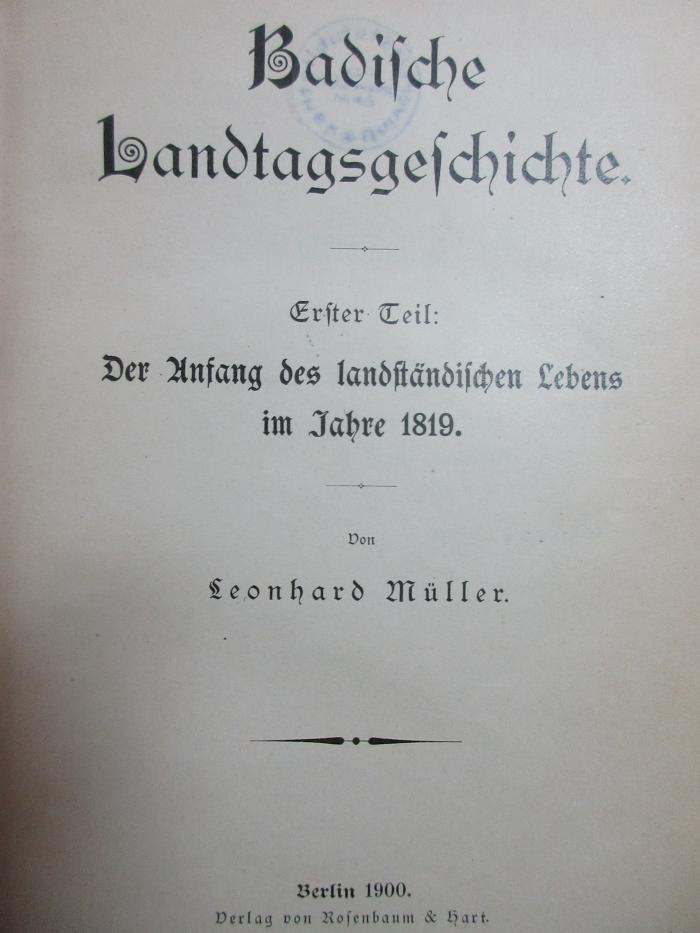 Badiſche
Landtagsgeſchichte.
Erſter Teil:
Der Anfang des landſtändiſchen Lebens
im Jahre 1819.
Von
Leonhard Müller.
Berlin 1900.
Verlag von Roſenbaum & Hart.